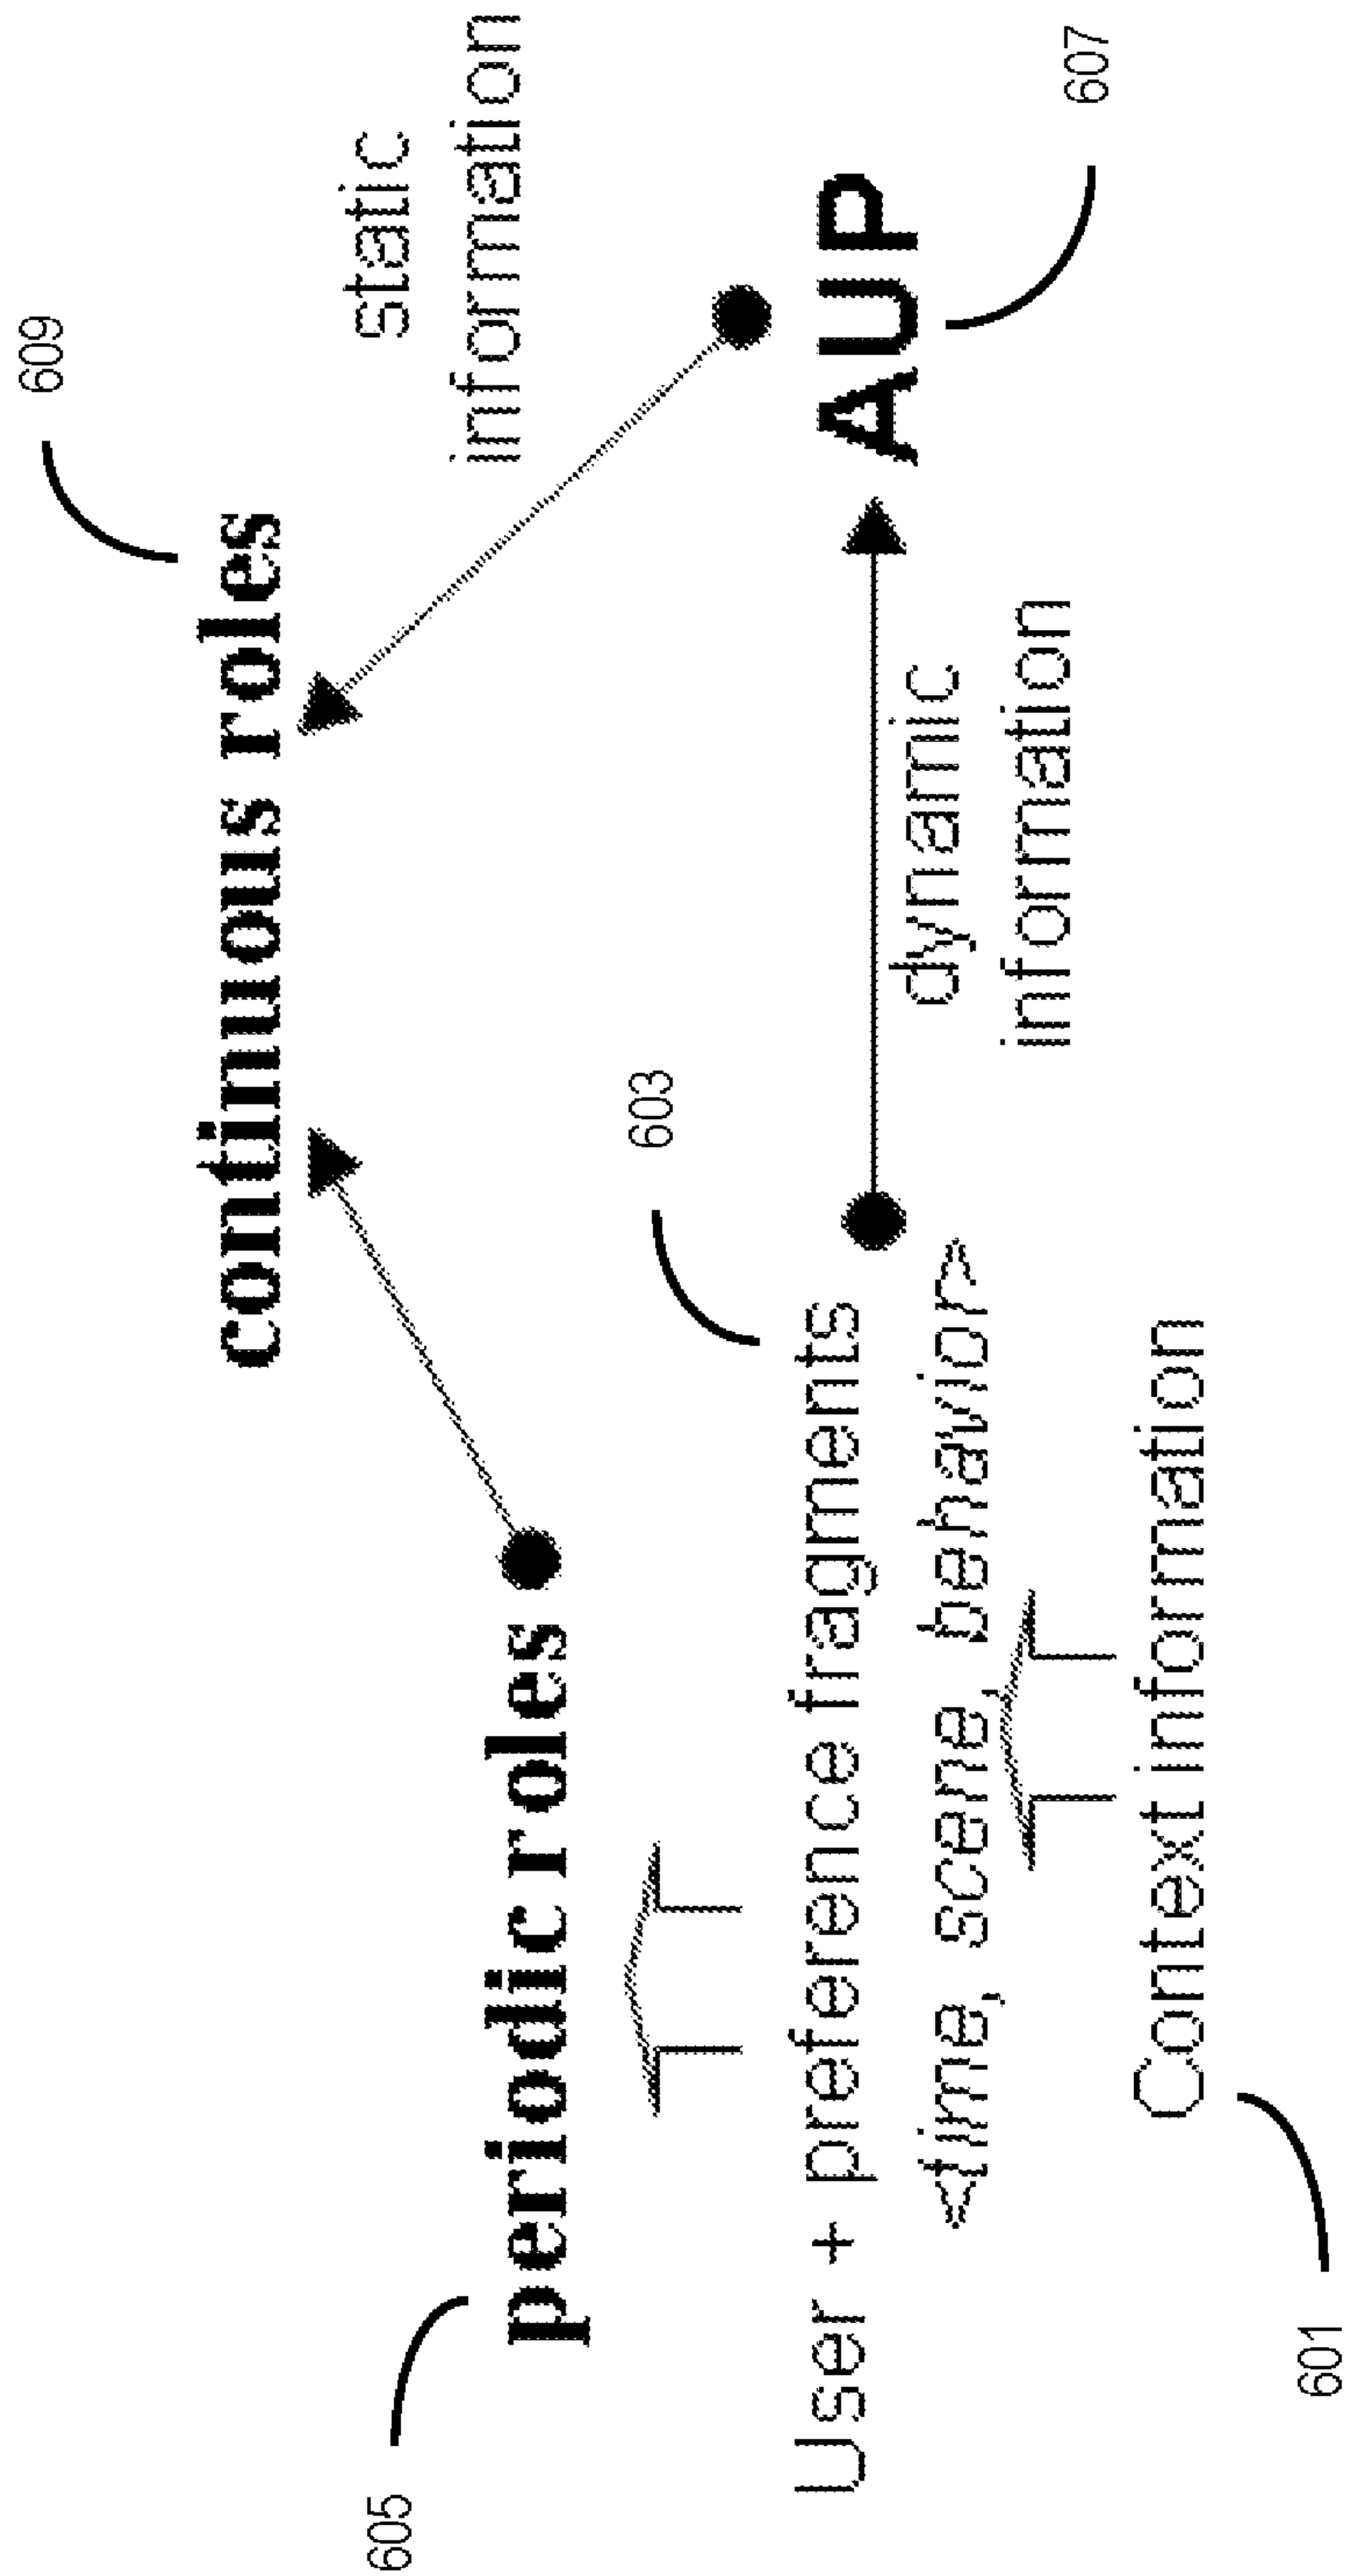 609
continuous roles
605
periodic roles
static
information
603
User + preference fragments
<time, scene, behavior>
AUP
607
dynamic
information
Context information
601